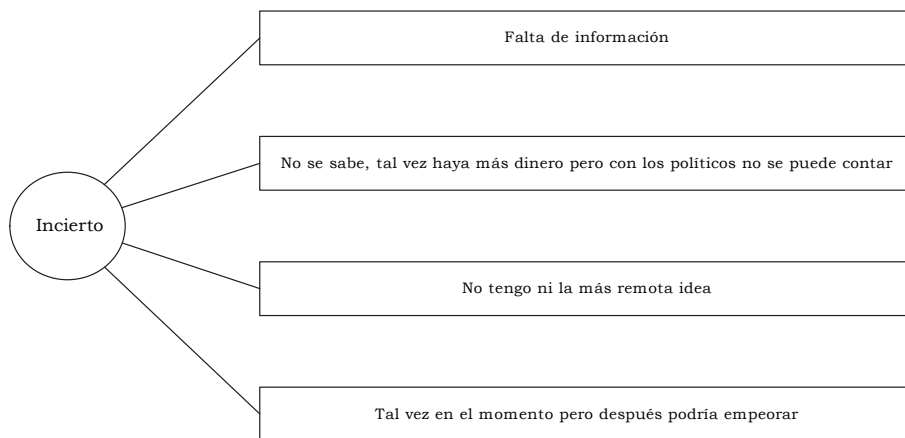 Falta de información
No se sabe, tal vez haya más dinero pero con los políticos no se puede contar
Incierto
No tengo ni la más remota idea
Tal vez en el momento pero después podría empeorar